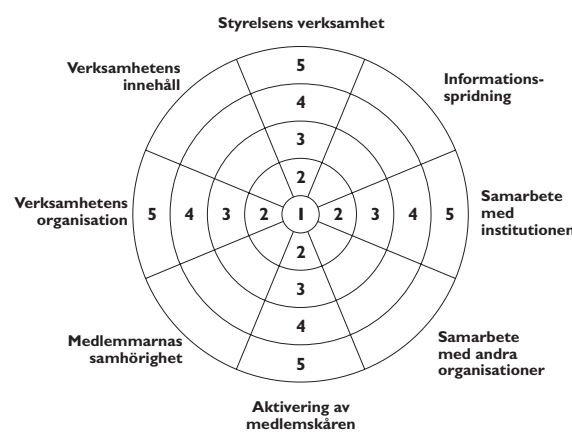 Styrelsens verksamhet
Verksamhetens
innehåll
Informations-
spridning
5
4
3
2
Verksamhetens
organisation
5 4 3 2 1 2 3 4 5
Samarbete
med
institutionen
2
3
4
5
Medlemmarnas
samhörighet
Samarbete
med andra
organisationer
Aktivering av
medlemskåren